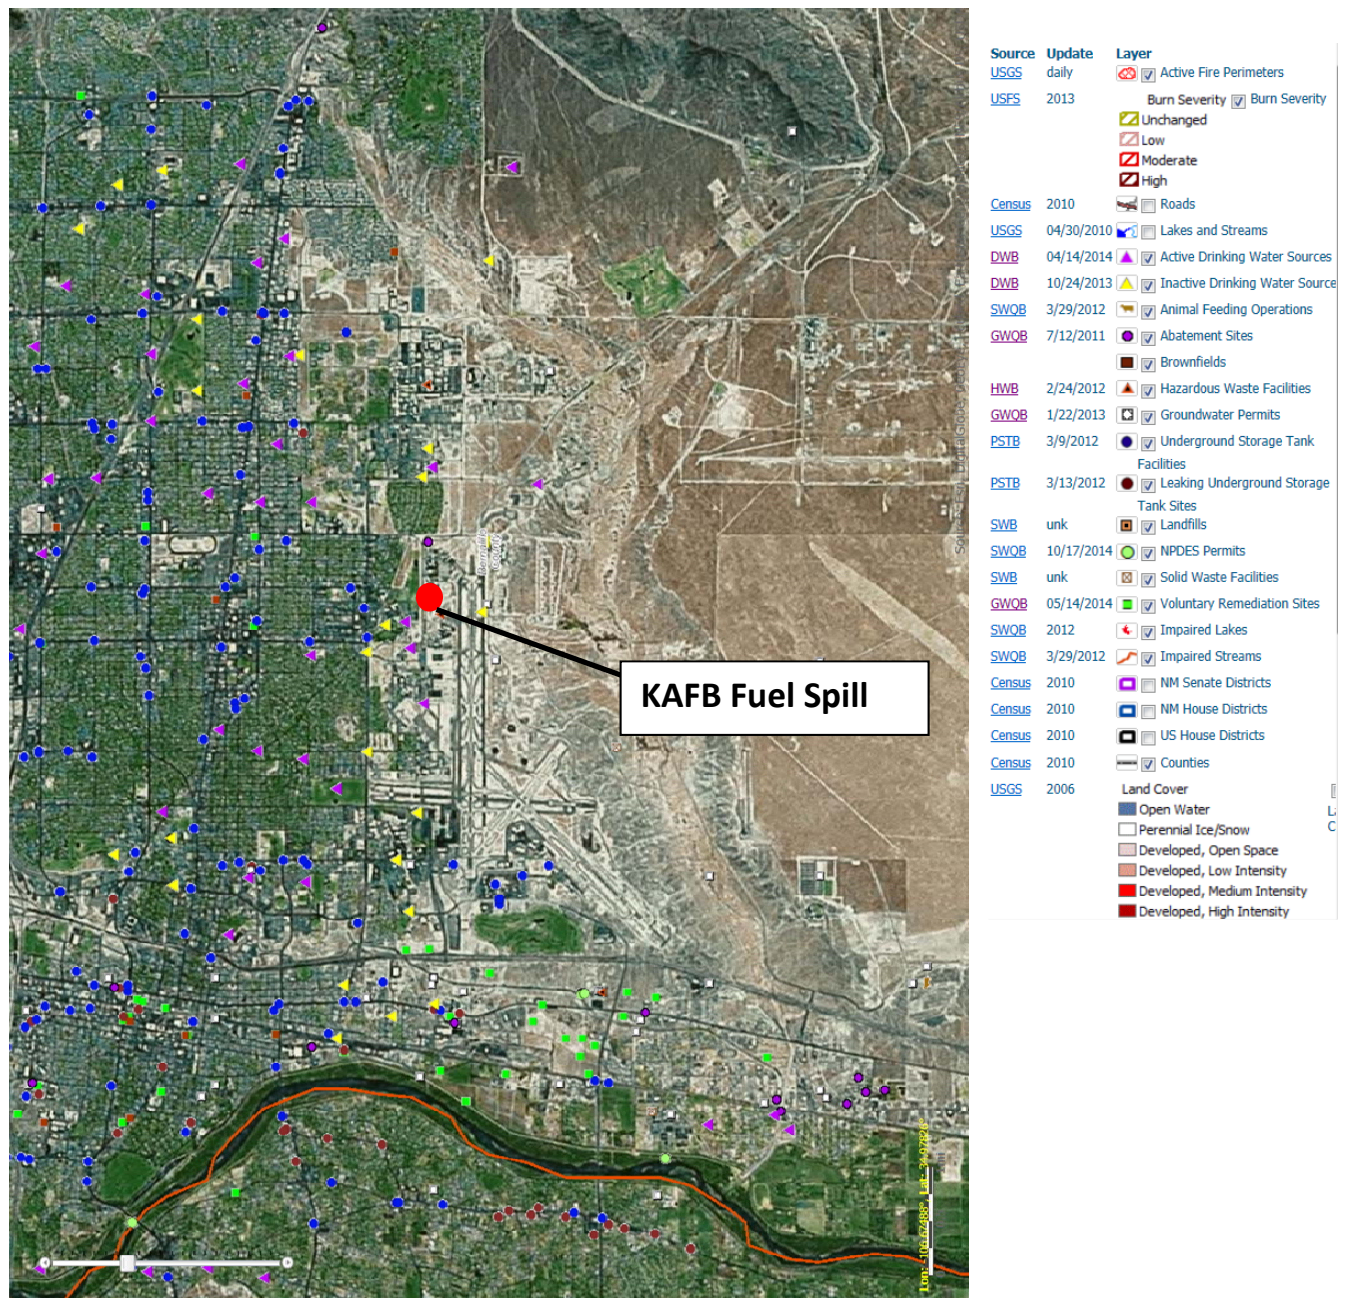 KAFB Fuel Spill
Bernalillo
County
Lon: -106.67488°, Lat: 34.97828°
Source Update Layer
USGS daily Active Fire Perimeters
USFS 2013 Burn Severity Burn Severity
Unchanged
Low
Moderate
High
Census 2010 Roads
USGS 04/30/2010 Lakes and Streams
DWB 04/14/2014 Active Drinking Water Sources
DWB 10/24/2013 Inactive Drinking Water Source
SWQB 3/29/2012 Animal Feeding Operations
GWQB 7/12/2011 Abatement Sites
Brownfields
HWB 2/24/2012 Hazardous Waste Facilities
GWQB 1/22/2013 Groundwater Permits
PSTB 3/9/2012 Underground Storage Tank
Facilities
PSTB 3/13/2012 Leaking Underground Storage
Tank Sites
SWB unk Landfills
SWQB 10/17/2014 NPDES Permits
SWB unk Solid Waste Facilities
GWQB 05/14/2014 Voluntary Remediation Sites
SWQB 2012 Impaired Lakes
SWQB 3/29/2012 Impaired Streams
Census 2010 NM Senate Districts
Census 2010 NM House Districts
Census 2010 US House Districts
Census 2010 Counties
USGS 2006 Land Cover
Open Water
Perennial Ice/Snow
Developed, Open Space
Developed, Low Intensity
Developed, Medium Intensity
Developed, High Intensity